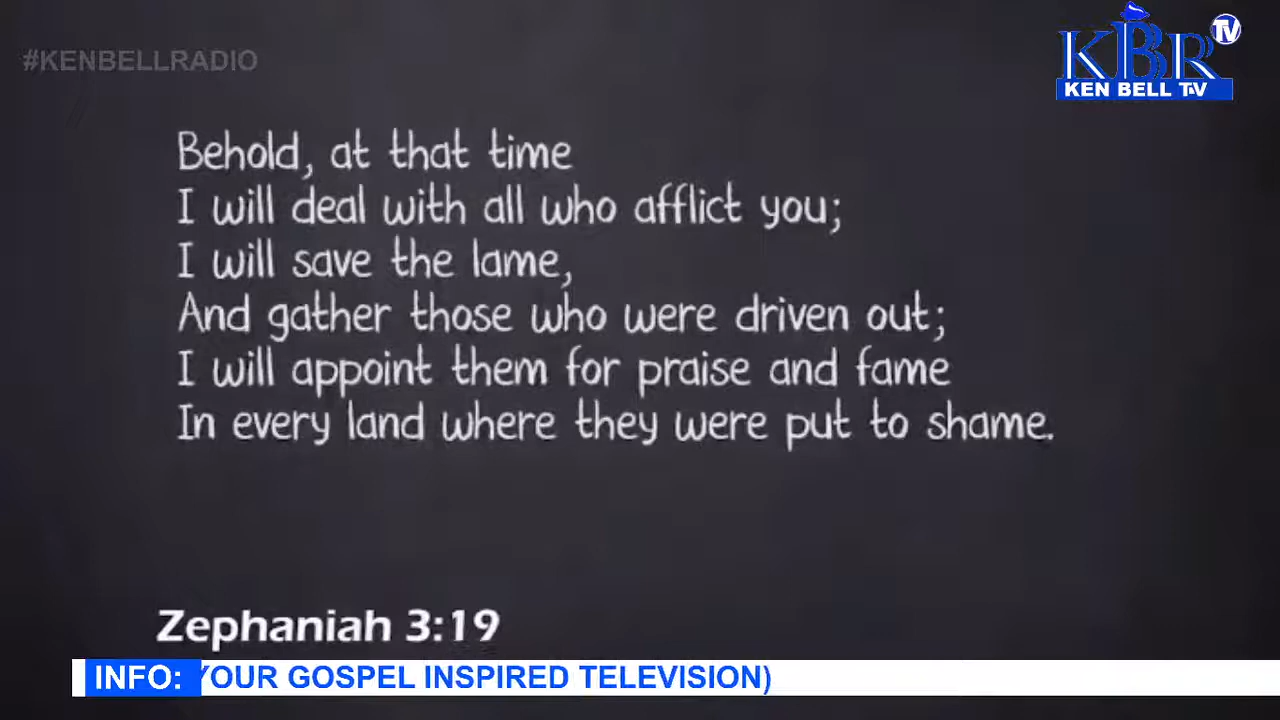 #KENBELLRADIO
KBR TV
KEN BELL TV
Behold, at that time
I will deal with all who afflict you;
I will save the lame,
And gather those who were driven out;
I will appoint them for praise and fame
In every land where they were put to shame.
Zephaniah 3:19
INFO: YOUR GOSPEL INSPIRED TELEVISION)